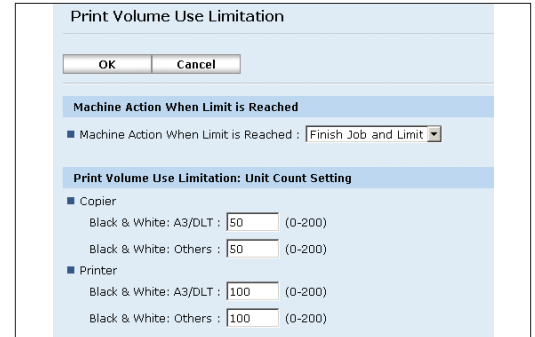 Print Volume Use Limitation
OK Cancel
Machine Action When Limit is Reached
Machine Action When Limit is Reached : Finish Job and Limit
Print Volume Use Limitation: Unit Count Setting
Copier
Black & White: A3/DLT : 50 (0-200)
Black & White: Others : 50 (0-200)
Printer
Black & White: A3/DLT : 100 (0-200)
Black & White: Others : 100 (0-200)